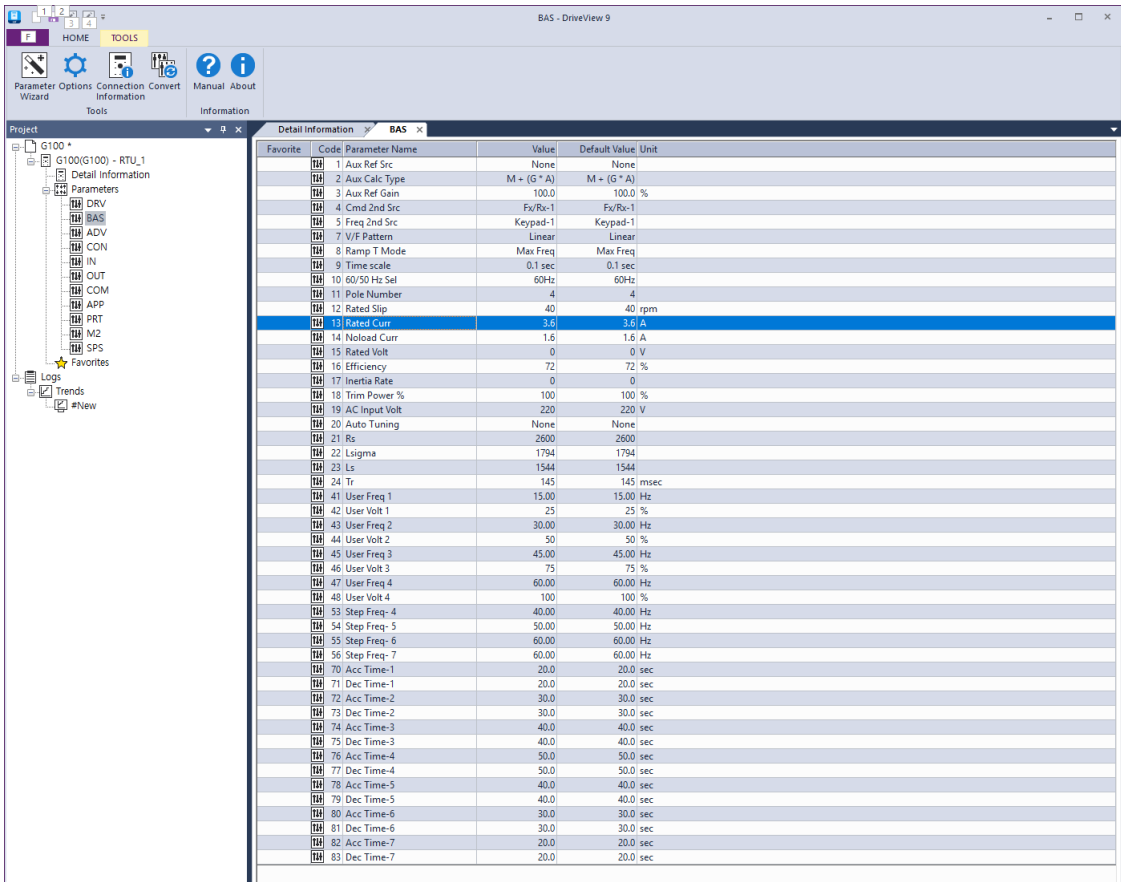 1 2 3 4
BAS - DriveView 9
F HOME TOOLS
Parameter Wizard Options Connection Information Convert Manual About
Tools Information
Project
G100 *
G100(G100) - RTU_1
Detail Information
Parameters
DRV
BAS
ADV
CON
IN
OUT
COM
APP
PRT
M2
SPS
Favorites
Logs
Trends
#New
Detail Information BAS
Favorite Code Parameter Name Value Default Value Unit
1 Aux Ref Src None None
2 Aux Calc Type M + (G * A) M + (G * A)
3 Aux Ref Gain 100.0 100.0 %
4 Cmd 2nd Src Fx/Rx-1 Fx/Rx-1
5 Freq 2nd Src Keypad-1 Keypad-1
7 V/F Pattern Linear Linear
8 Ramp T Mode Max Freq Max Freq
9 Time scale 0.1 sec 0.1 sec
10 60/50 Hz Sel 60Hz 60Hz
11 Pole Number 4 4
12 Rated Slip 40 40 rpm
13 Rated Curr 3.6 3.6 A
14 Noload Curr 1.6 1.6 A
15 Rated Volt 0 0 V
16 Efficiency 72 72 %
17 Inertia Rate 0 0
18 Trim Power % 100 100 %
19 AC Input Volt 220 220 V
20 Auto Tuning None None
21 Rs 2600 2600
22 Lsigma 1794 1794
23 Ls 1544 1544
24 Tr 145 145 msec
41 User Freq 1 15.00 15.00 Hz
42 User Volt 1 25 25 %
43 User Freq 2 30.00 30.00 Hz
44 User Volt 2 50 50 %
45 User Freq 3 45.00 45.00 Hz
46 User Volt 3 75 75 %
47 User Freq 4 60.00 60.00 Hz
48 User Volt 4 100 100 %
53 Step Freq- 4 40.00 40.00 Hz
54 Step Freq- 5 50.00 50.00 Hz
55 Step Freq- 6 60.00 60.00 Hz
56 Step Freq- 7 60.00 60.00 Hz
70 Acc Time-1 20.0 20.0 sec
71 Dec Time-1 20.0 20.0 sec
72 Acc Time-2 30.0 30.0 sec
73 Dec Time-2 30.0 30.0 sec
74 Acc Time-3 40.0 40.0 sec
75 Dec Time-3 40.0 40.0 sec
76 Acc Time-4 50.0 50.0 sec
77 Dec Time-4 50.0 50.0 sec
78 Acc Time-5 40.0 40.0 sec
79 Dec Time-5 40.0 40.0 sec
80 Acc Time-6 30.0 30.0 sec
81 Dec Time-6 30.0 30.0 sec
82 Acc Time-7 20.0 20.0 sec
83 Dec Time-7 20.0 20.0 sec